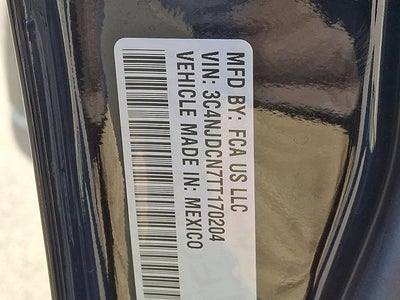 MFD BY: FCA US LLC
VIN: 3C4NJDCN7TT170204
VEHICLE MADE IN: MEXICO